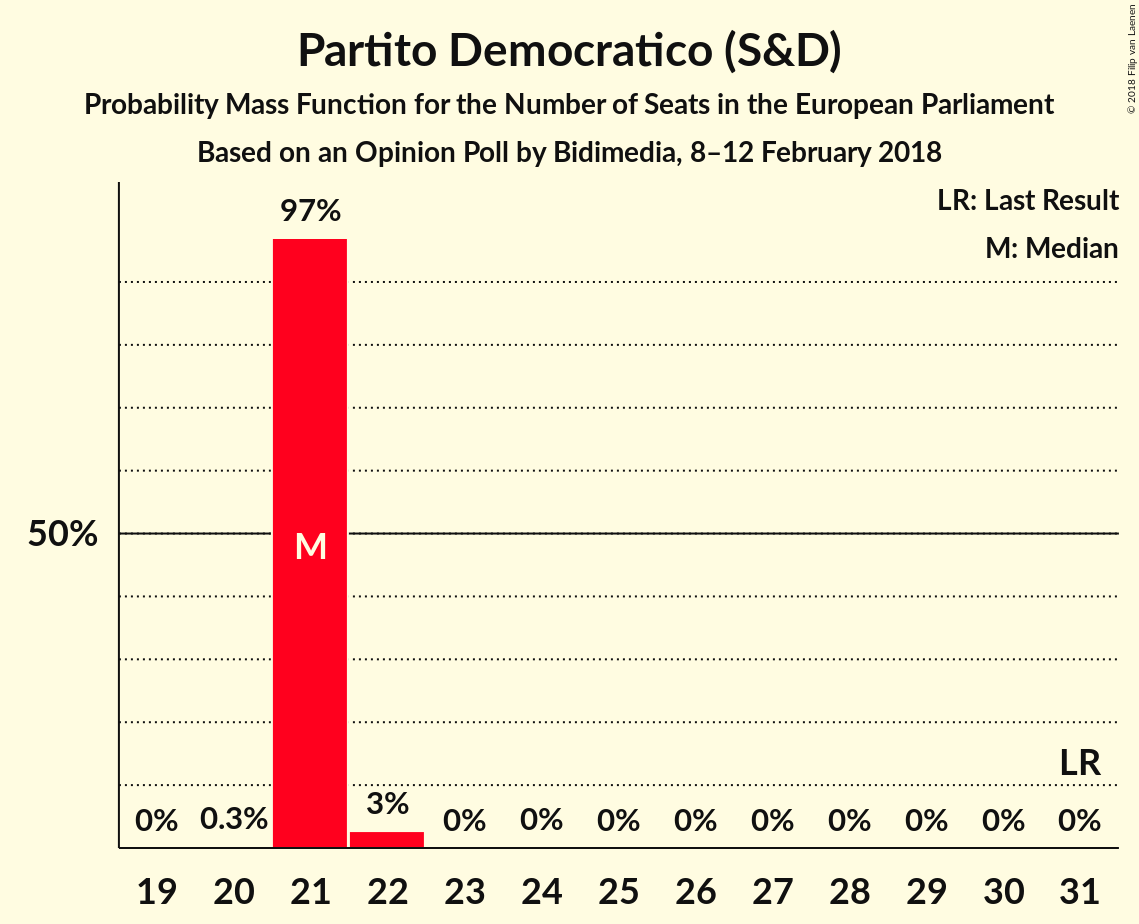 Partito Democratico (S&D)
Probability Mass Function for the Number of Seats in the European Parliament
Based on an Opinion Poll by Bidimedia, 8–12 February 2018
© 2018 Filip van Laenen
LR: Last Result
M: Median
97%
50%
M
LR
0% 0.3% 3% 0% 0% 0% 0% 0% 0% 0% 0% 0%
19 20 21 22 23 24 25 26 27 28 29 30 31